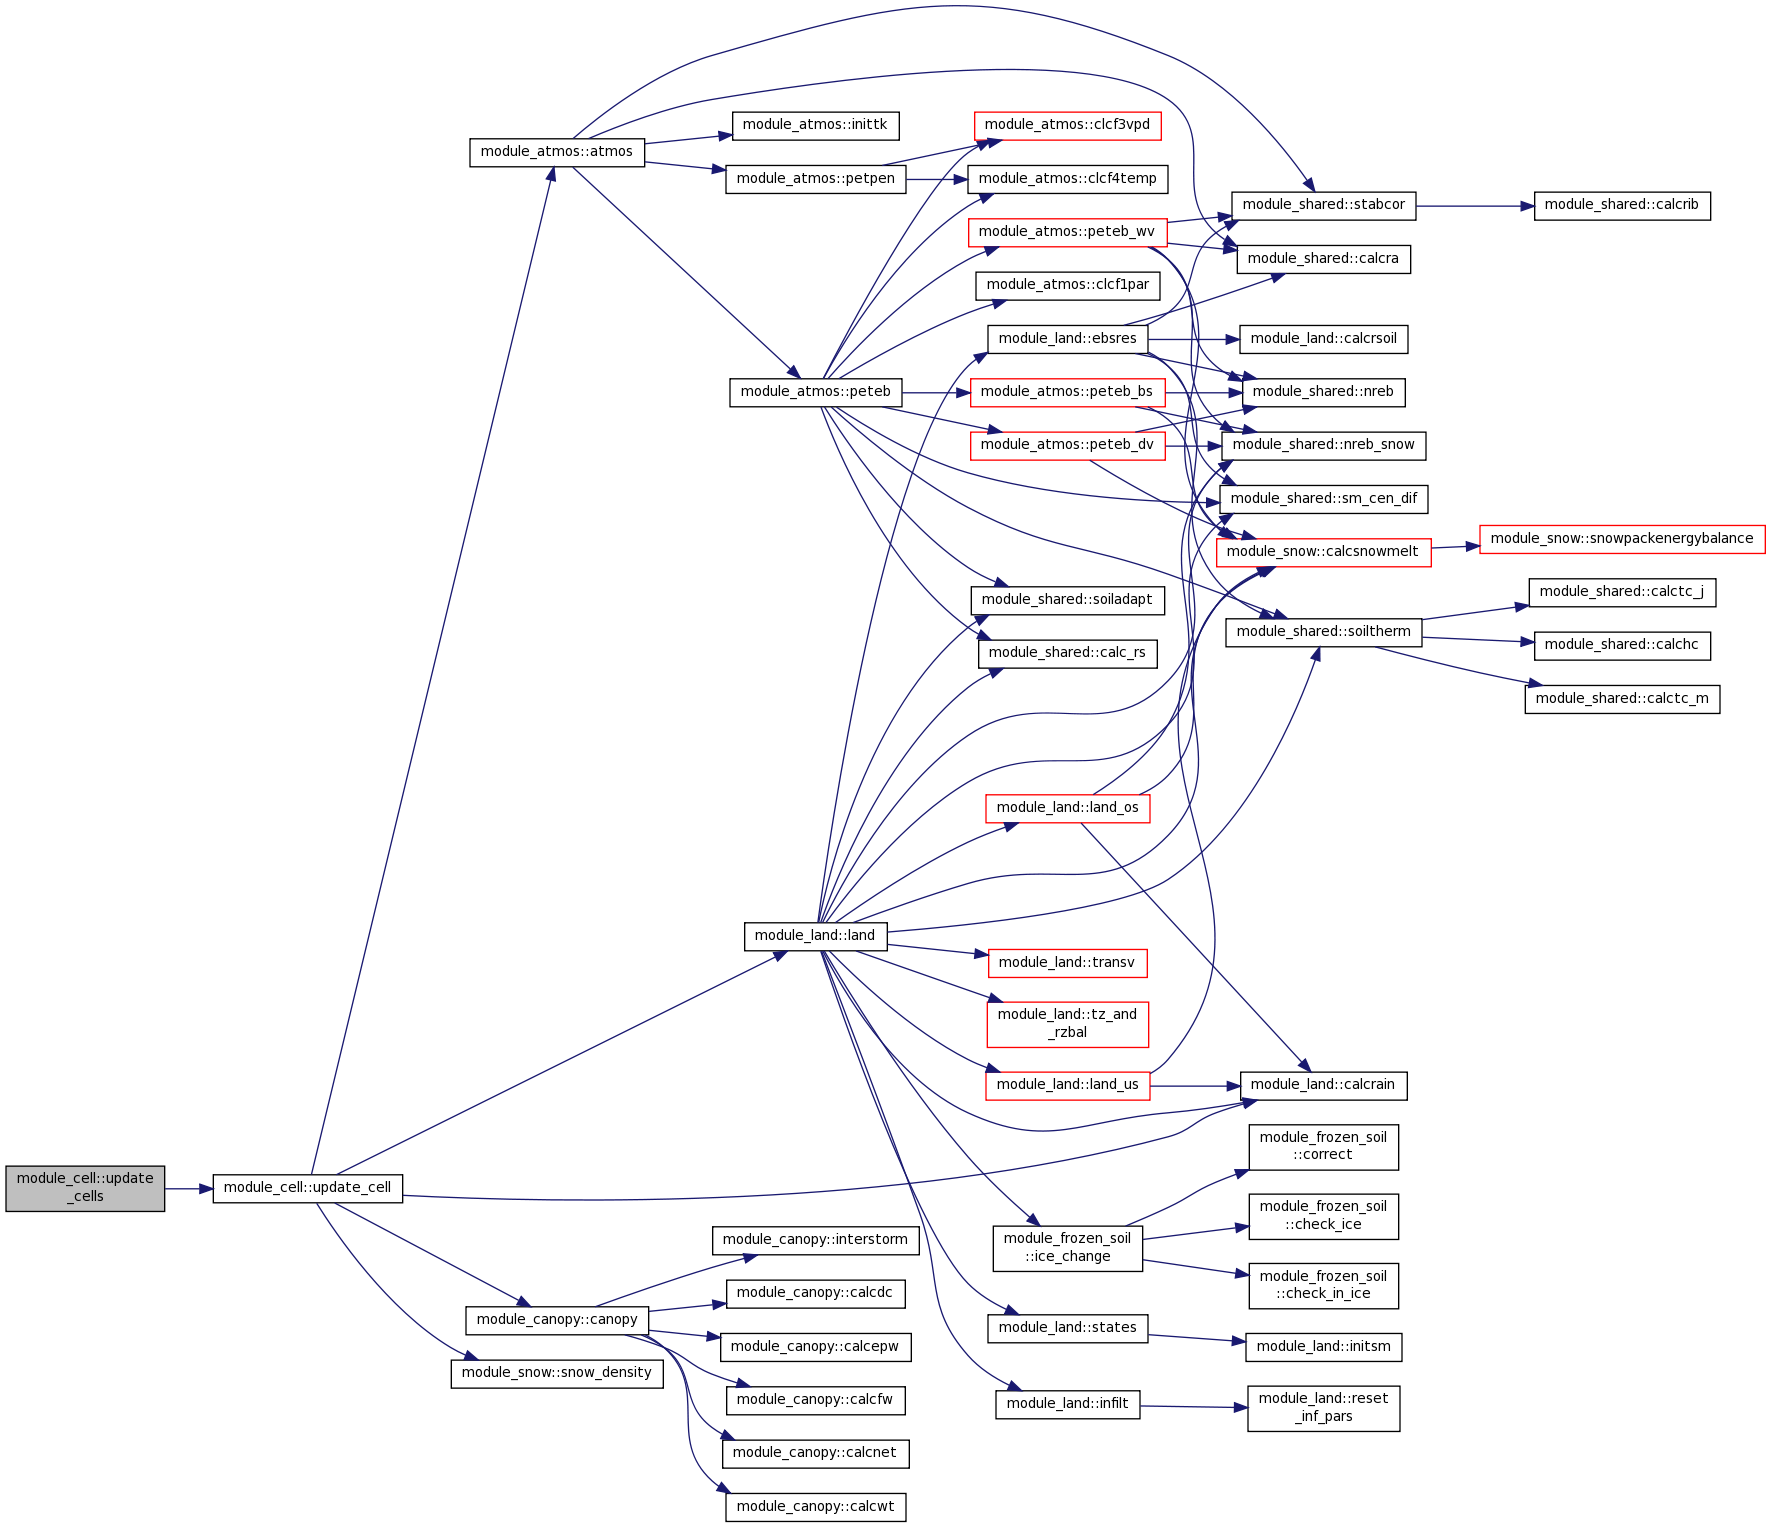 module_cell::update
_cells
module_cell::update_cell
module_atmos::atmos
module_land::land
module_canopy::canopy
module_snow::snow_density
module_atmos::inittk
module_atmos::petpen
module_atmos::peteb
module_canopy::interstorm
module_canopy::calcdc
module_canopy::calcepw
module_canopy::calcfw
module_canopy::calcnet
module_canopy::calcwt
module_atmos::clcf3vpd
module_atmos::clcf4temp
module_atmos::peteb_wv
module_atmos::clcf1par
module_land::ebsres
module_atmos::peteb_bs
module_atmos::peteb_dv
module_shared::soiladapt
module_shared::calc_rs
module_land::land_os
module_land::transv
module_land::tz_and
_rzbal
module_land::land_us
module_frozen_soil
::ice_change
module_land::states
module_land::infilt
module_shared::stabcor
module_shared::calcra
module_land::calcrsoil
module_shared::nreb
module_shared::nreb_snow
module_shared::sm_cen_dif
module_snow::calcsnowmelt
module_shared::soiltherm
module_land::calcrain
module_frozen_soil
::correct
module_frozen_soil
::check_ice
module_frozen_soil
::check_in_ice
module_land::initsm
module_land::reset
_inf_pars
module_shared::calcrib
module_snow::snowpackenergybalance
module_shared::calctc_j
module_shared::calchc
module_shared::calctc_m